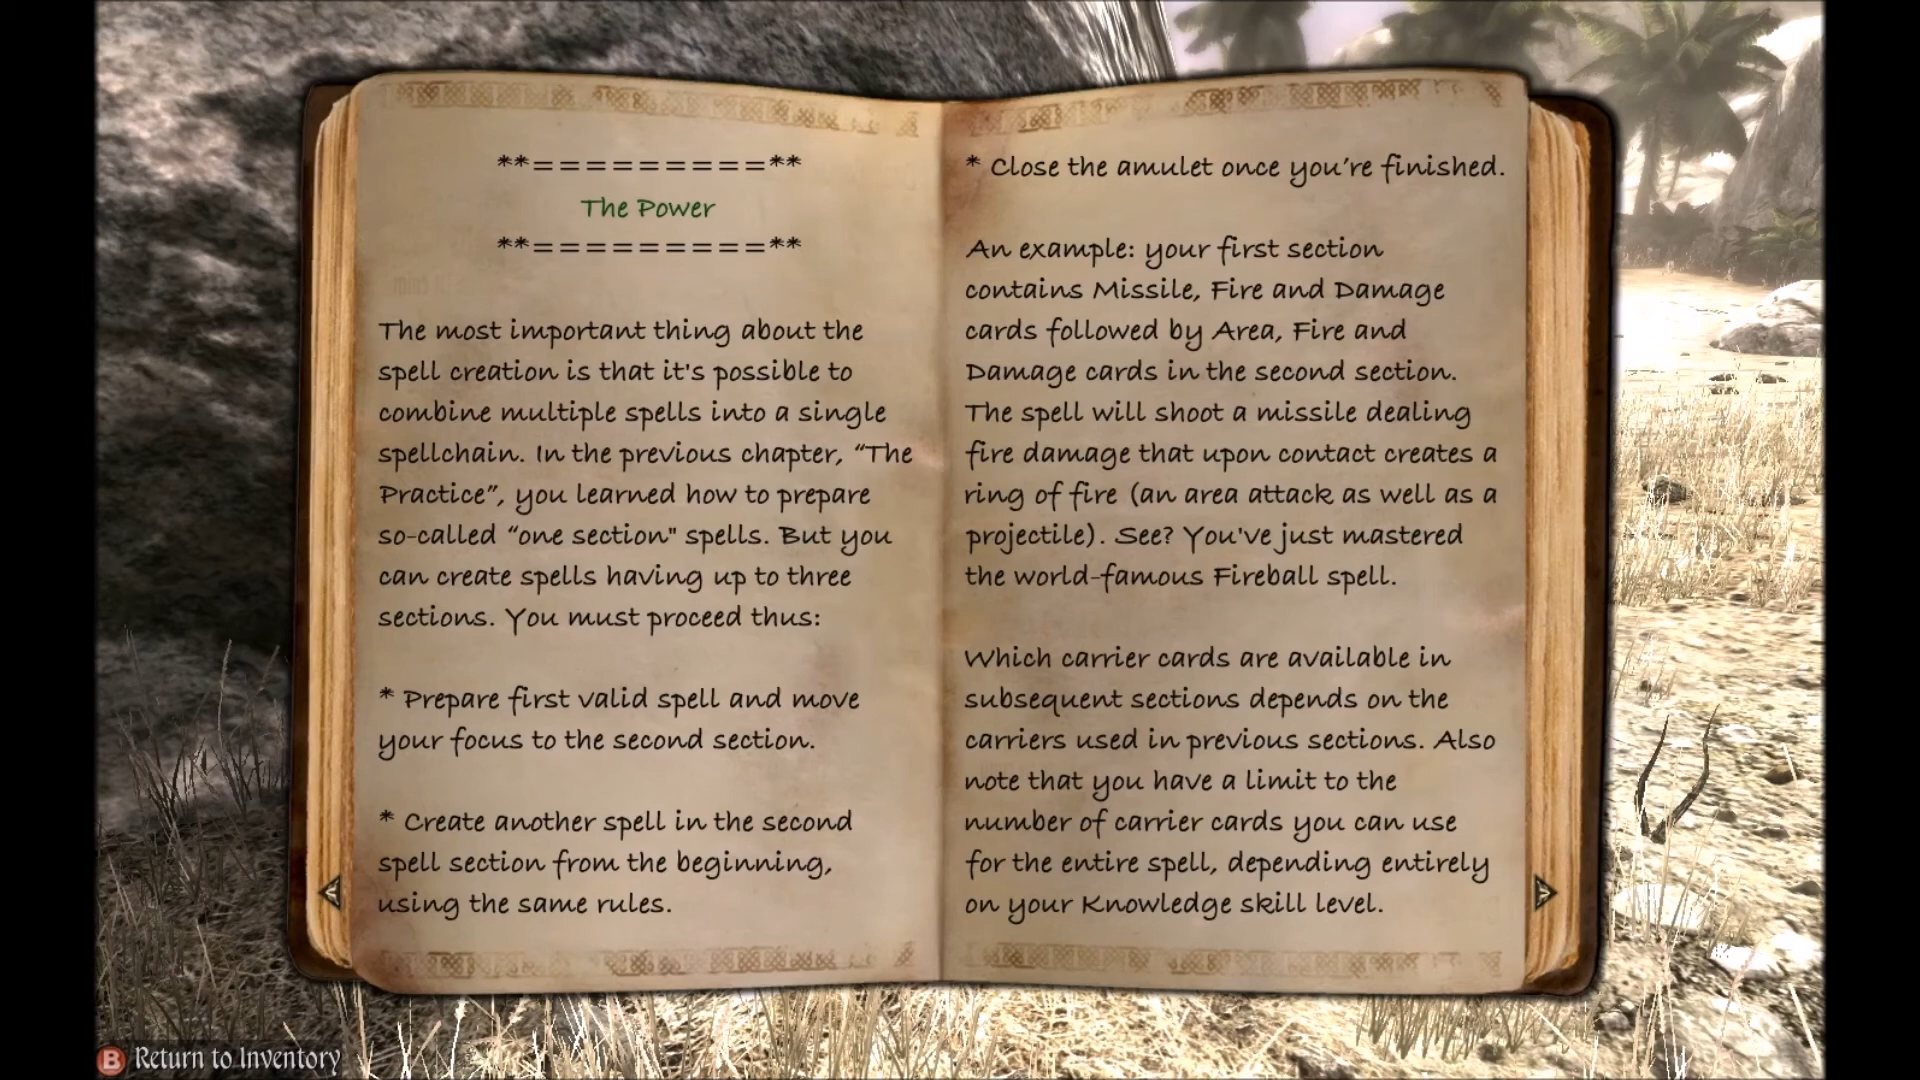 **=========**
The Power
**=========**
The most important thing about the
spell creation is that it's possible to
combine multiple spells into a single
spellchain. In the previous chapter, “The
Practice”, you learned how to prepare
so-called “one section" spells. But you
can create spells having up to three
sections. You must proceed thus:
* Prepare first valid spell and move
your focus to the second section.
* Create another spell in the second
spell section from the beginning,
using the same rules.
* Close the amulet once you’re finished.
An example: your first section
contains Missile, Fire and Damage
cards followed by Area, Fire and
Damage cards in the second section.
The spell will shoot a missile dealing
fire damage that upon contact creates a
ring of fire (an area attack as well as a
projectile). See? You've just mastered
the world-famous Fireball spell.
Which carrier cards are available in
subsequent sections depends on the
carriers used in previous sections. Also
note that you have a limit to the
number of carrier cards you can use
for the entire spell, depending entirely
on your Knowledge skill level.
B Return to Inventory